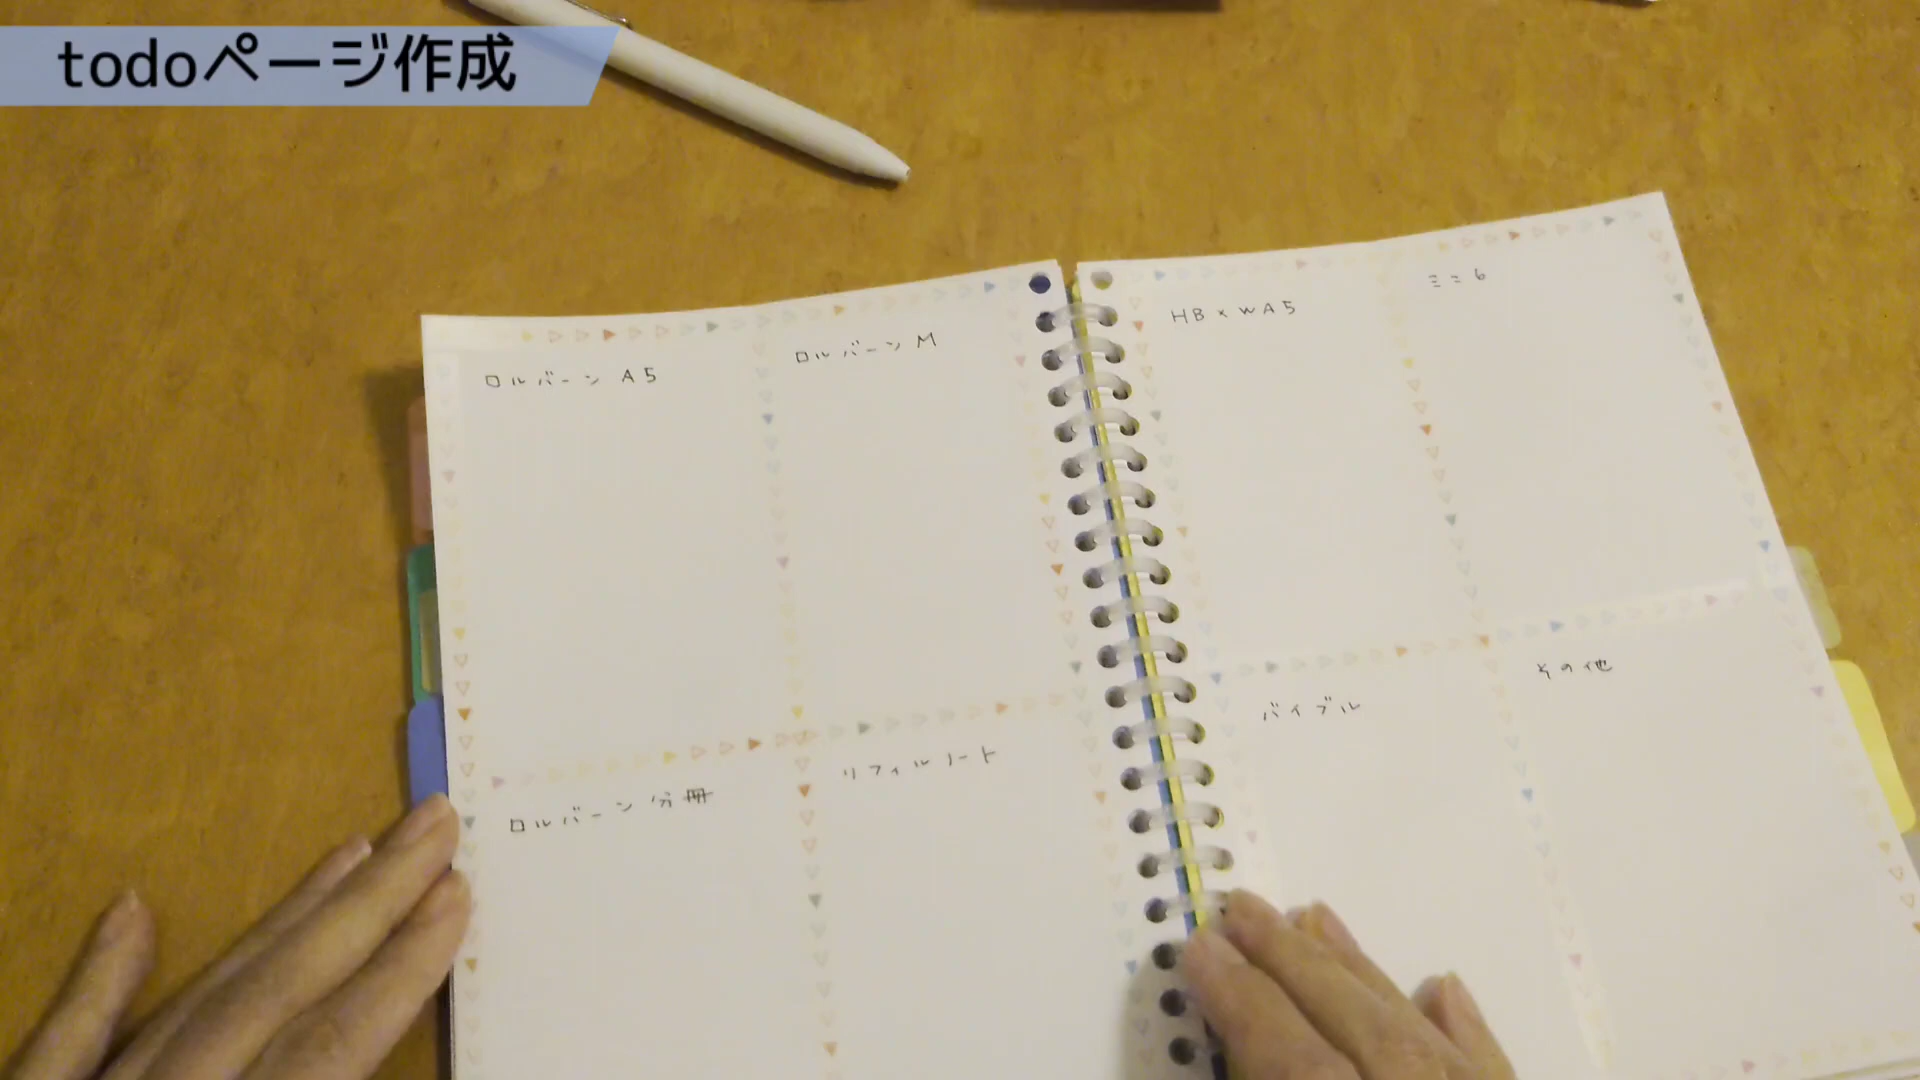 todoページ作成
ロルバーン A5
ロルバーン M
ロルバーン 分冊
リフィルノート
HB×WA5
ミニ6
バイブル
その他